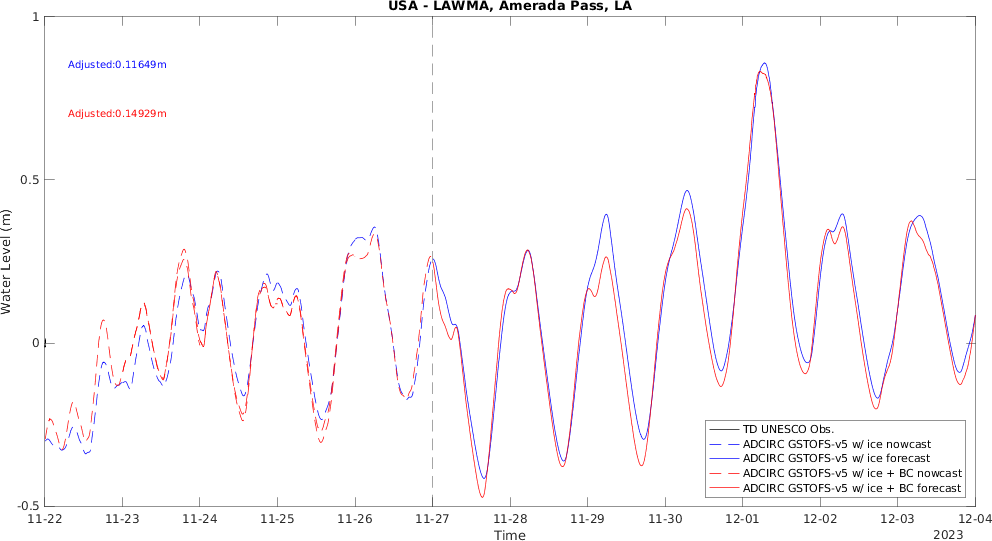 USA - LAWMA, Amerada Pass, LA
Adjusted:0.11649m
Adjusted:0.14929m
Water Level (m)
1
0.5
0
-0.5
TD UNESCO Obs.
ADCIRC GSTOFS-v5 w/ ice nowcast
ADCIRC GSTOFS-v5 w/ ice forecast
ADCIRC GSTOFS-v5 w/ ice + BC nowcast
ADCIRC GSTOFS-v5 w/ ice + BC forecast
11-22 11-23 11-24 11-25 11-26 11-27 11-28 11-29 11-30 12-01 12-02 12-03 12-04
Time
2023